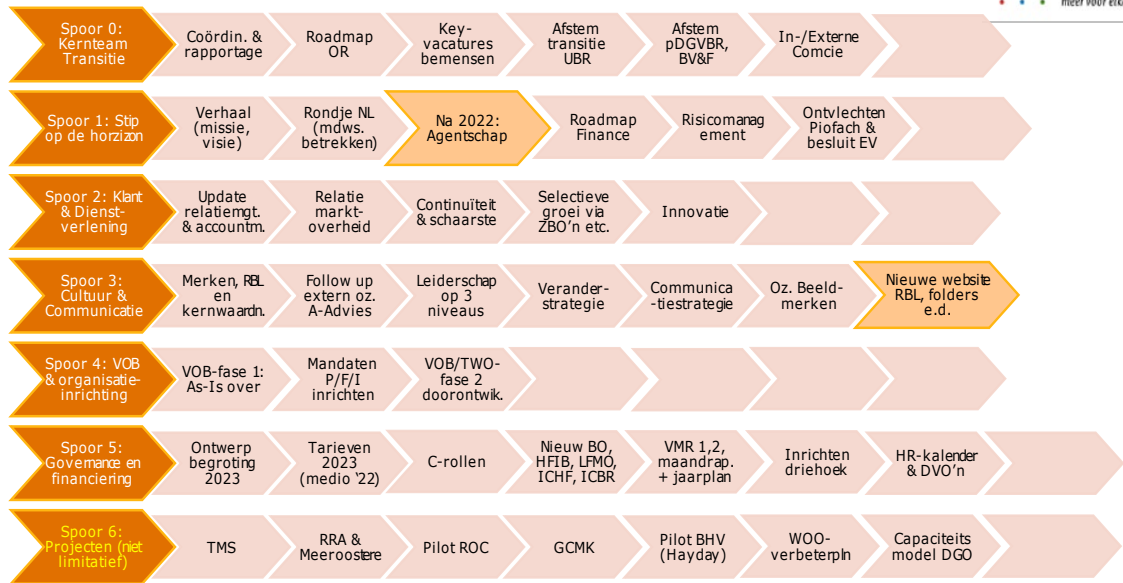 meer voor elk
Spoor 0:
Kernteam
Transitie
Coördin. &
rapportage
Roadmap
OR
Key-
vacatures
bemensen
Afstem
transitie
UBR
Afstem
pDGVBR,
BV&F
In-/Externe
Comcie
Spoor 1: Stip
op de horzizon
Verhaal
(missie,
visie)
Rondje NL
(mdws.
betrekken)
Na 2022:
Agentschap
Roadmap
Finance
Risicomanag
ement
Ontvlechten
Piofach &
besluit EV
Spoor 2: Klant
& Dienst-
verlening
Update
relatiemgt.
& accountm.
Relatie
markt-
overheid
Continuïteit
& schaarste
Selectieve
groei via
ZBO’n etc.
Innovatie
Spoor 3:
Cultuur &
Communicatie
Merken, RBL
en
kernwaardn.
Follow up
extern oz.
A-Advies
Leiderschap
op 3
niveaus
Verander-
strategie
Communica
-tiestrategie
Oz. Beeld-
merken
Nieuwe website
RBL, folders
e.d.
Spoor 4: VOB
& organisatie-
inrichting
VOB-fase 1:
As-Is over
Mandaten
P/F/I
inrichten
VOB/TWO-
fase 2
doorontwik.
Spoor 5:
Governance en
financiering
Ontwerp
begroting
2023
Tarieven
2023
(medio ‘22)
C-rollen
Nieuw BO,
HFIB, LFMO,
ICHF, ICBR
VMR 1,2,
maandrap.
+ jaarplan
Inrichten
driehoek
HR-kalender
& DVO’n
Spoor 6:
Projecten (niet
limitatief)
TMS
RRA &
Meeroostere
Pilot ROC
GCMK
Pilot BHV
(Hayday)
WOO-
verbeterpln
Capaciteits
model DGO